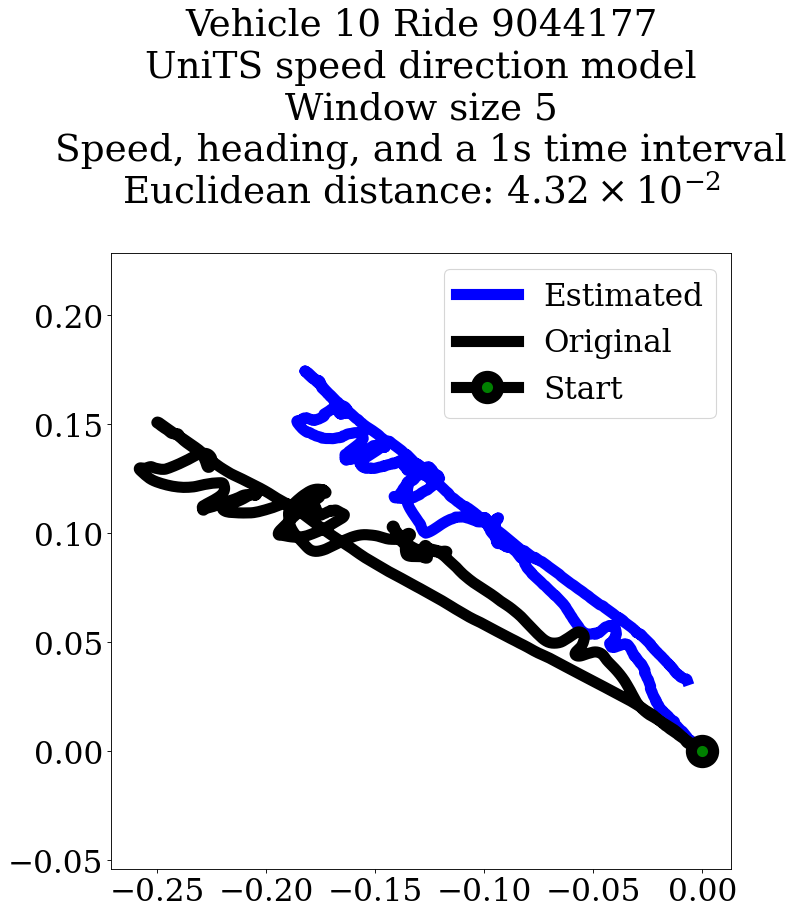 Vehicle 10 Ride 9044177
UniTS speed direction model
Window size 5
Speed, heading, and a 1s time interval
Euclidean distance: 4.32 × 10⁻²
Estimated
Original
Start
0.20
0.15
0.10
0.05
0.00
−0.05
−0.25 −0.20 −0.15 −0.10 −0.05 0.00